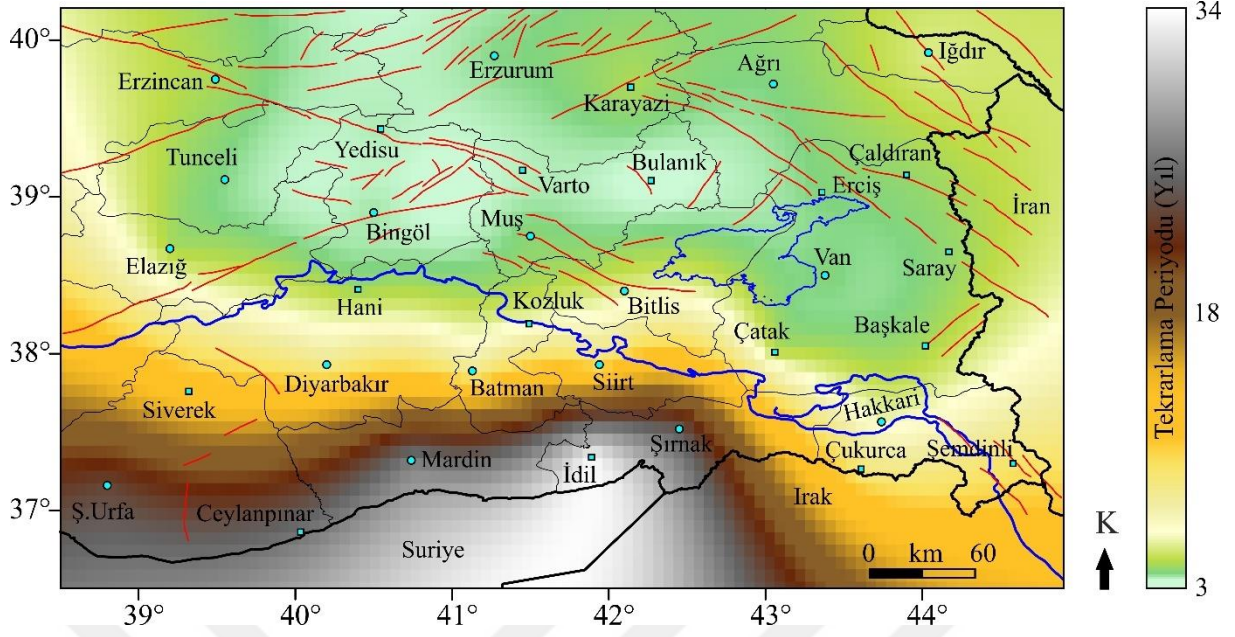 40°
39°
38°
37°
39°
40°
41°
42°
43°
44°
Erzincan
Erzurum
Ağrı
Iğdır
Karayazi
Tunceli
Yedisu
Varto
Bulanık
Çaldıran
Erciş
İran
Bingöl
Muş
Elazığ
Van
Saray
Hani
Kozluk
Bitlis
Çatak
Başkale
Diyarbakır
Batman
Siirt
Siverek
Hakkari
Mardin
İdil
Şırnak
Çukurca
Şemdinli
Ş.Urfa
Ceylanpınar
Irak
Suriye
0 km 60
K
34
18
3
Tekrarlama Periyodu (Yıl)